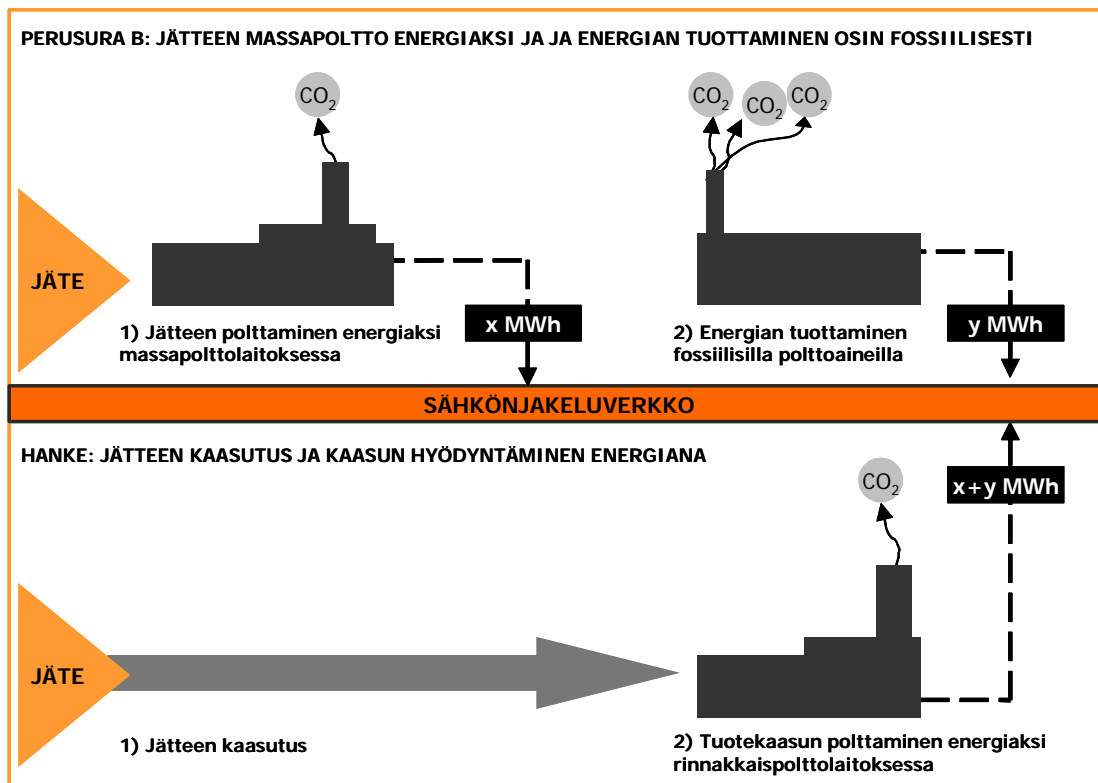 PERUSURA B: JÄTTEEN MASSAPOLTTO ENERGIAKSI JA JA ENERGIAN TUOTTAMINEN OSIN FOSSIILISESTI
CO2
CO2
CO2
CO2
JÄTE
1) Jätteen polttaminen energiaksi
massapolttolaitoksessa
x MWh
2) Energian tuottaminen
fossiilisilla polttoaineilla
y MWh
SÄHKÖNJAKELUVERKKO
HANKE: JÄTTEEN KAASUTUS JA KAASUN HYÖDYNTÄMINEN ENERGIANA
CO2
x+y MWh
JÄTE
1) Jätteen kaasutus
2) Tuotekaasun polttaminen energiaksi
rinnakkaispolttolaitoksessa